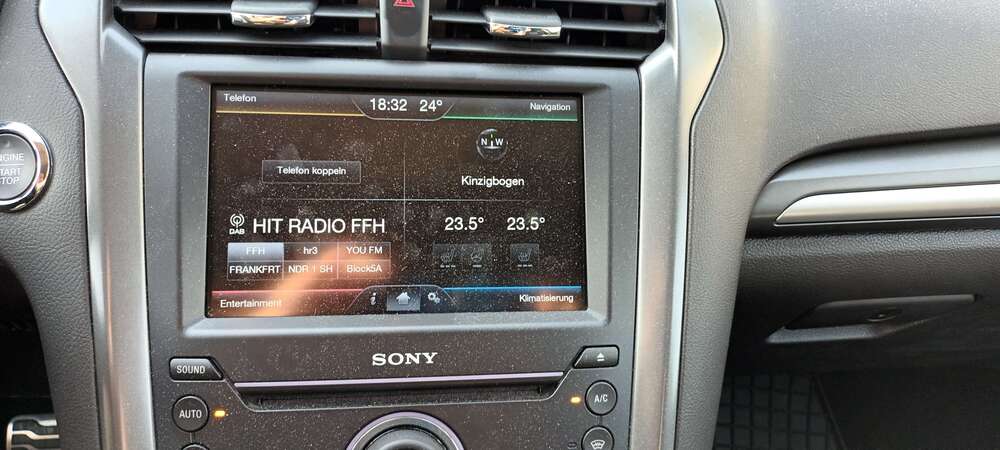 Telefon
18:32 24°
Navigation
N W
Telefon koppeln
Kinzigbogen
DAB HIT RADIO FFH
23.5° 23.5°
FFH hr3 YOU FM
FRANKFRT NDR 1 SH Block5A
Entertainment
i
Klimatisierung
ENGINE
START
STOP
SONY
SOUND
AUTO
A/C